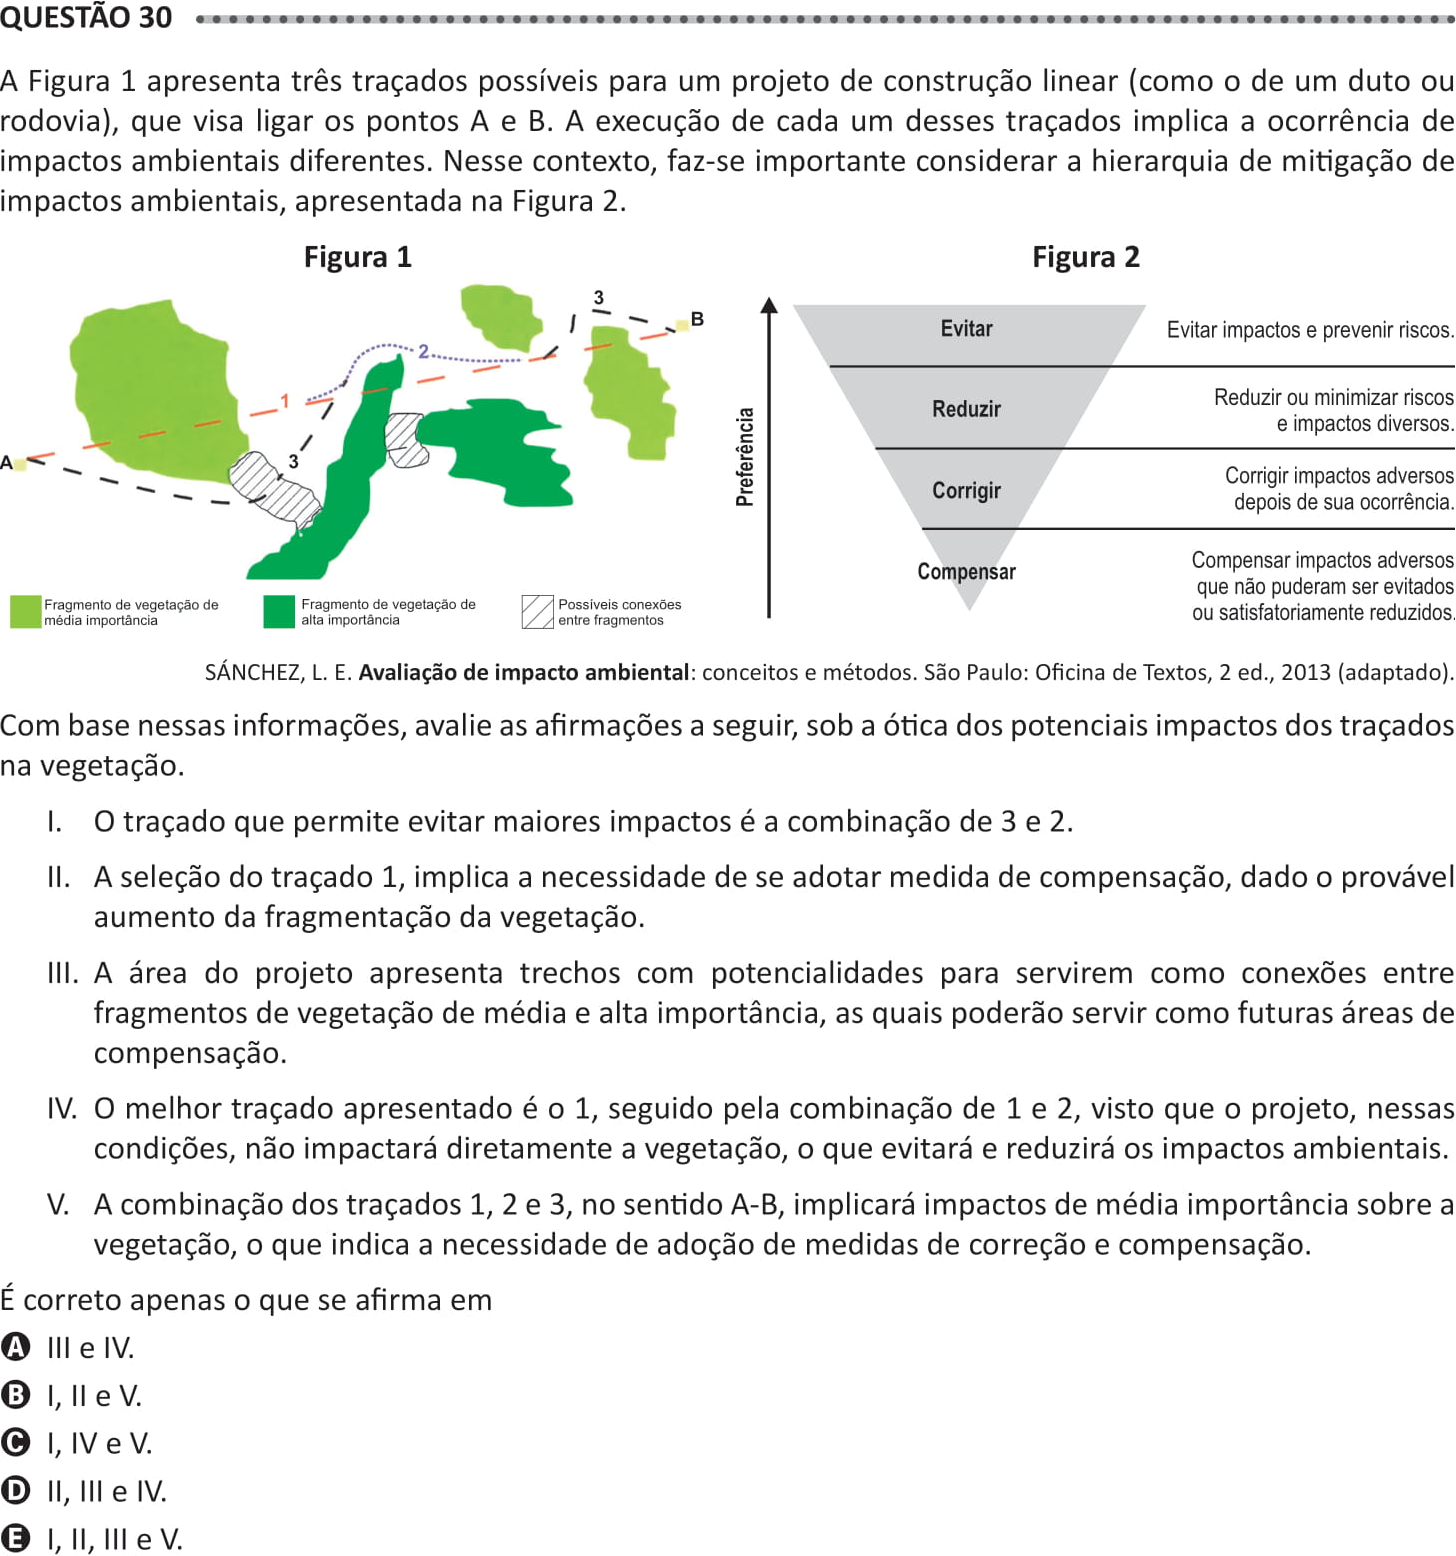 QUESTÃO 30
A Figura 1 apresenta três traçados possíveis para um projeto de construção linear (como o de um duto ou
rodovia), que visa ligar os pontos A e B. A execução de cada um desses traçados implica a ocorrência de
impactos ambientais diferentes. Nesse contexto, faz-se importante considerar a hierarquia de mitigação de
impactos ambientais, apresentada na Figura 2.
Figura 1
3
B
2
1
A
3
Fragmento de vegetação de
média importância
Fragmento de vegetação de
alta importância
Possíveis conexões
entre fragmentos
Figura 2
Preferência
Evitar
Evitar impactos e prevenir riscos.
Reduzir
Reduzir ou minimizar riscos
e impactos diversos.
Corrigir
Corrigir impactos adversos
depois de sua ocorrência.
Compensar
Compensar impactos adversos
que não puderam ser evitados
ou satisfatoriamente reduzidos.
SÁNCHEZ, L. E. Avaliação de impacto ambiental: conceitos e métodos. São Paulo: Oficina de Textos, 2 ed., 2013 (adaptado).
Com base nessas informações, avalie as afirmações a seguir, sob a ótica dos potenciais impactos dos traçados
na vegetação.
I. O traçado que permite evitar maiores impactos é a combinação de 3 e 2.
II. A seleção do traçado 1, implica a necessidade de se adotar medida de compensação, dado o provável
aumento da fragmentação da vegetação.
III. A área do projeto apresenta trechos com potencialidades para servirem como conexões entre
fragmentos de vegetação de média e alta importância, as quais poderão servir como futuras áreas de
compensação.
IV. O melhor traçado apresentado é o 1, seguido pela combinação de 1 e 2, visto que o projeto, nessas
condições, não impactará diretamente a vegetação, o que evitará e reduzirá os impactos ambientais.
V. A combinação dos traçados 1, 2 e 3, no sentido A-B, implicará impactos de média importância sobre a
vegetação, o que indica a necessidade de adoção de medidas de correção e compensação.
É correto apenas o que se afirma em
A III e IV.
B I, II e V.
C I, IV e V.
D II, III e IV.
E I, II, III e V.